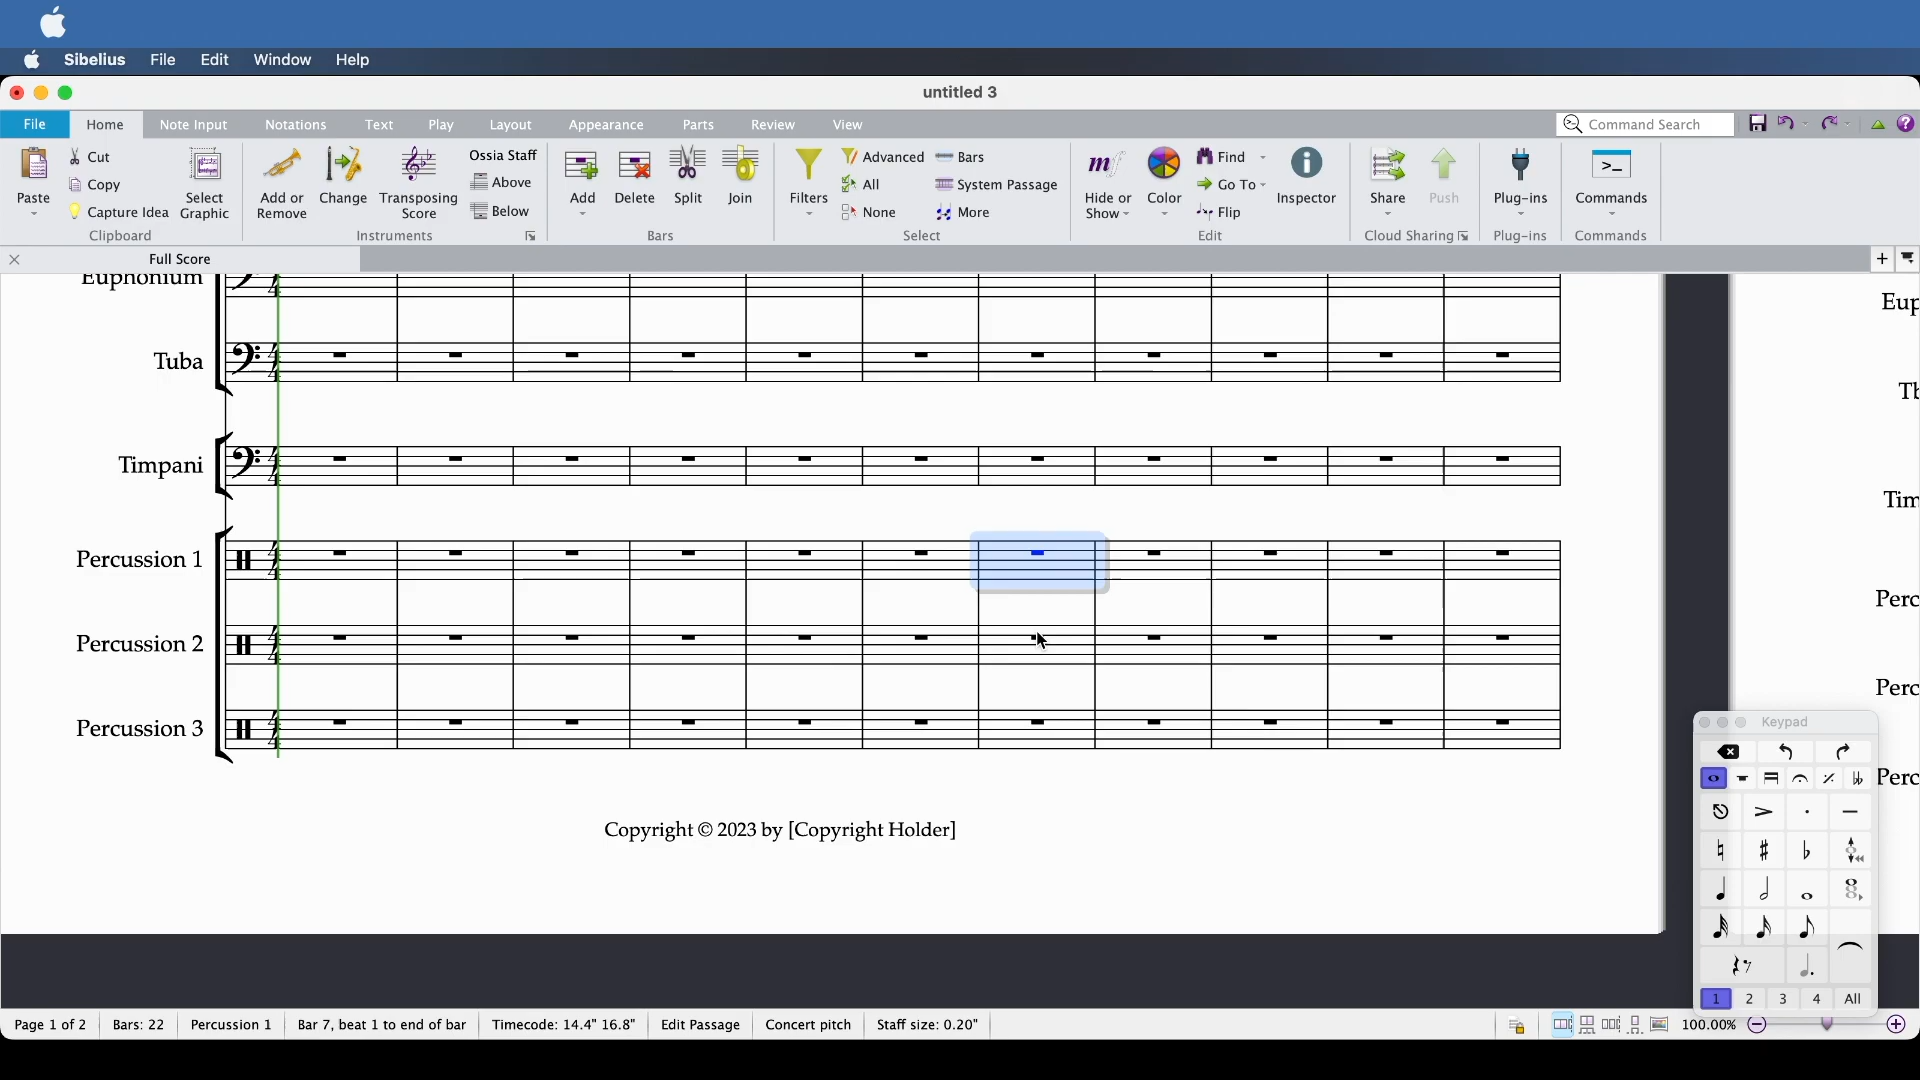 Sibelius File Edit Window Help
untitled 3
File Home Note Input Notations Text Play Layout Appearance Parts Review View Command Search
Paste Cut Copy Capture Idea Select Graphic
Add or Remove Change Transposing Score Ossia Staff Above Below
Add Delete Split Join
Filters Advanced All None Bars System Passage More
Hide or Show Color Find Go To Flip Inspector
Share Push Plug-ins Commands
Clipboard Instruments Bars Select Edit Cloud Sharing Plug-ins Commands
Full Score
Euphonium
Eup
Tuba
Timpani
Tim
Percussion 1
Perc
Percussion 2
Perc
Percussion 3
Keypad
Perc
1 2 3 4 All
Copyright © 2023 by [Copyright Holder]
Page 1 of 2 Bars: 22 Percussion 1 Bar 7, beat 1 to end of bar Timecode: 14.4" 16.8" Edit Passage Concert pitch Staff size: 0.20" 100.00%